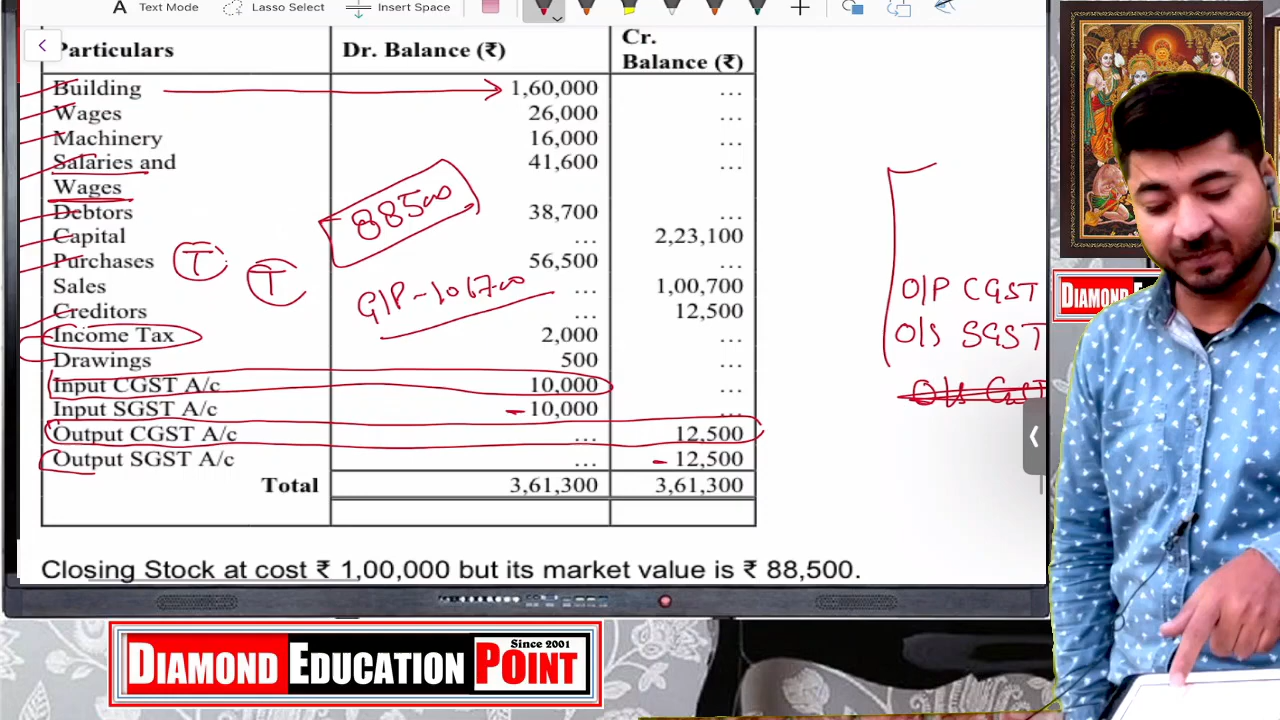 A Text Mode Lasso Select Insert Space
Particulars Dr. Balance (₹) Cr. Balance (₹)
Building 1,60,000 ...
Wages 26,000 ...
Machinery 16,000 ...
Salaries and Wages 41,600 ...
Debtors 38,700 ...
Capital ... 2,23,100
Purchases 56,500 ...
Sales ... 1,00,700
Creditors ... 12,500
Income Tax 2,000 ...
Drawings 500 ...
Input CGST A/c 10,000 ...
Input SGST A/c 10,000 ...
Output CGST A/c ... 12,500
Output SGST A/c ... 12,500
Total 3,61,300 3,61,300
88500
T T
G/P - 101700
O/P CGST
O/S SGST
O/s CGST
Closing Stock at cost ₹ 1,00,000 but its market value is ₹ 88,500.
DIAMOND
Since 2001
DIAMOND EDUCATION POINT